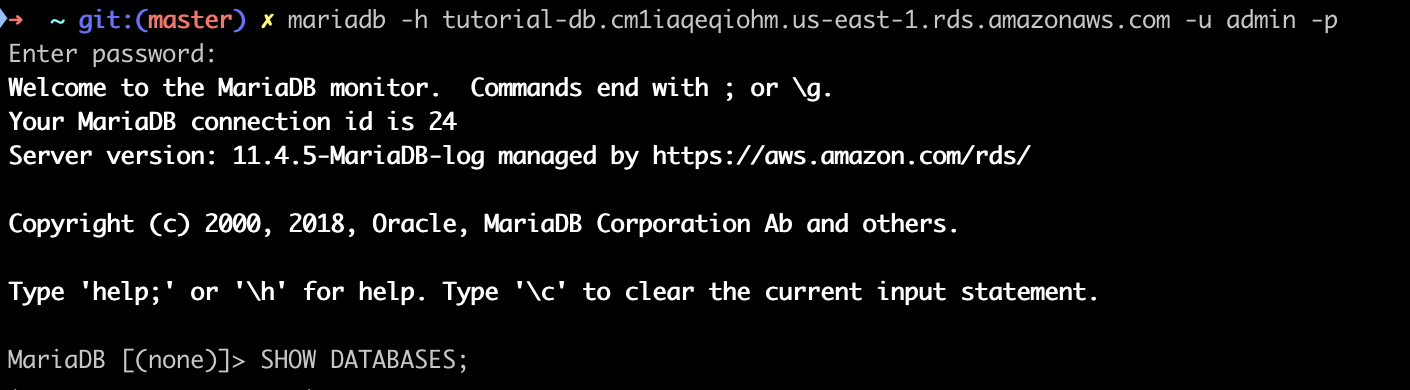 ➜ ~ git:(master) ✗ mariadb -h tutorial-db.cm1iaqeqiohm.us-east-1.rds.amazonaws.com -u admin -p
Enter password:
Welcome to the MariaDB monitor.  Commands end with ; or \g.
Your MariaDB connection id is 24
Server version: 11.4.5-MariaDB-log managed by https://aws.amazon.com/rds/
Copyright (c) 2000, 2018, Oracle, MariaDB Corporation Ab and others.
Type 'help;' or '\h' for help. Type '\c' to clear the current input statement.
MariaDB [(none)]> SHOW DATABASES;